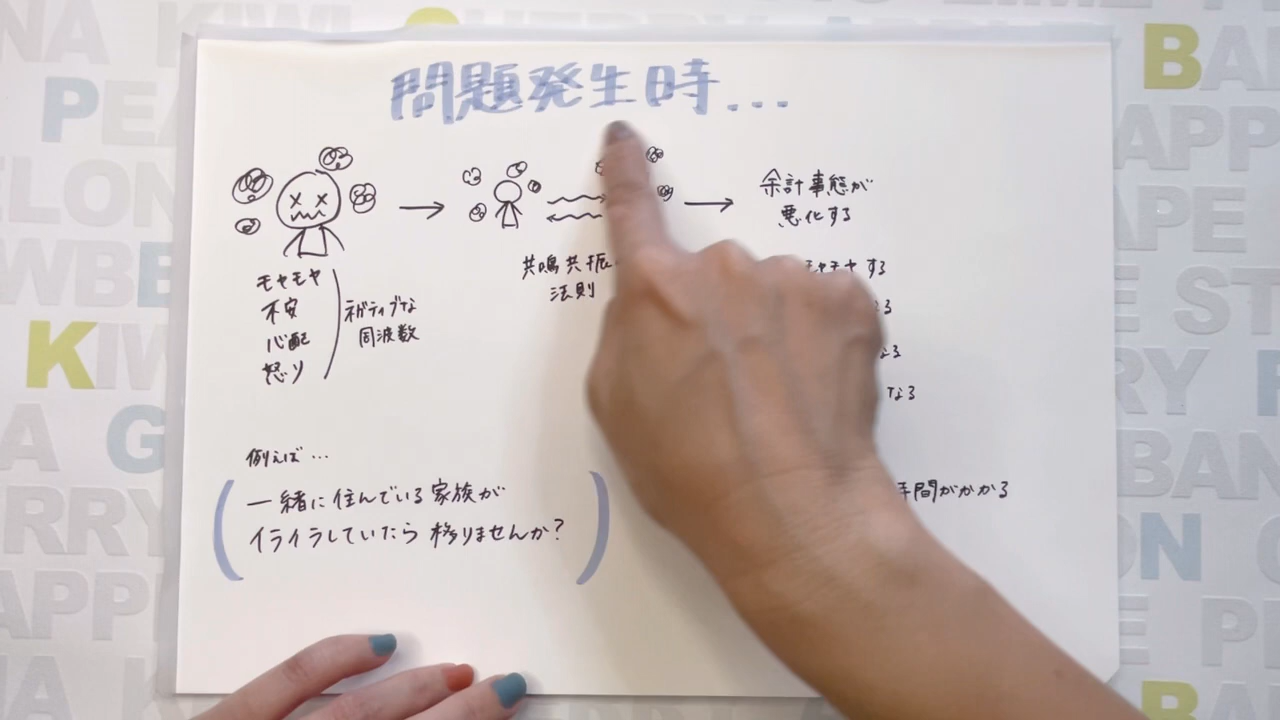 問題発生時...
余計事態が
悪化する
モヤモヤ
不安
心配
怒り
ネガティブな
周波数
共鳴共振
法則
モヤモヤする
る
る
なる
例えば...
一緒に住んでいる家族が
イライラしていたら移りませんか?
時間がかかる
P
B
K
G
N
B